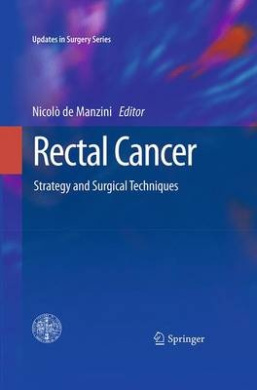 Updates in Surgery Series
Nicolò de Manzini Editor
Rectal Cancer
Strategy and Surgical Techniques
Springer